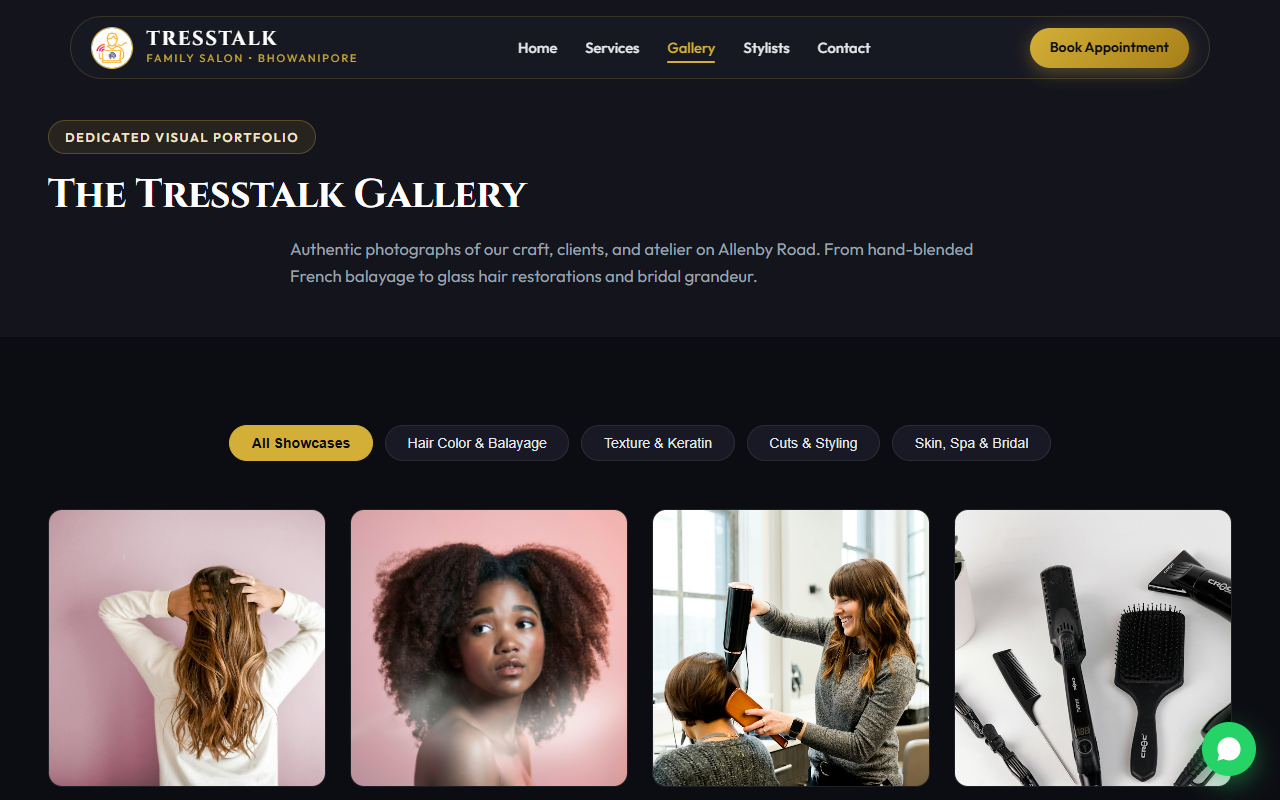 TRESSTALK
FAMILY SALON • BHOWANIPORE
Home
Services
Gallery
Stylists
Contact
Book Appointment
DEDICATED VISUAL PORTFOLIO
The Tresstalk Gallery
Authentic photographs of our craft, clients, and atelier on Allenby Road. From hand-blended
French balayage to glass hair restorations and bridal grandeur.
All Showcases
Hair Color & Balayage
Texture & Keratin
Cuts & Styling
Skin, Spa & Bridal